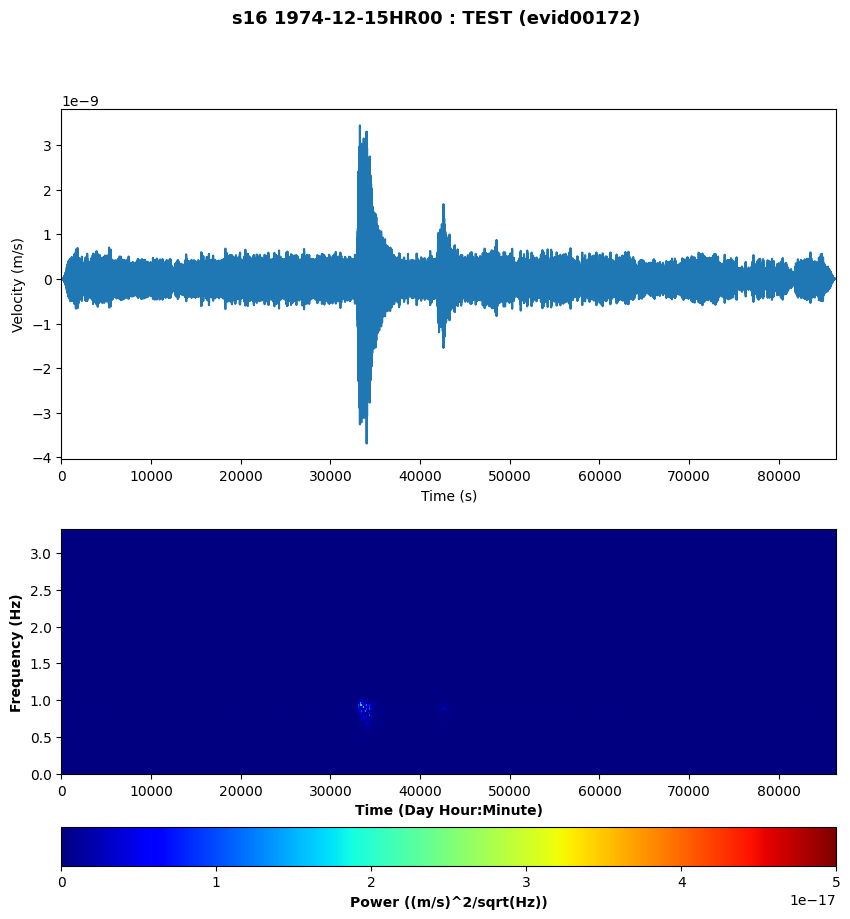 s16 1974-12-15HR00 : TEST (evid00172)
1e−9
3
2
1
0
−1
−2
−3
−4
Velocity (m/s)
0 10000 20000 30000 40000 50000 60000 70000 80000
Time (s)
3.0
2.5
2.0
1.5
1.0
0.5
0.0
Frequency (Hz)
0 10000 20000 30000 40000 50000 60000 70000 80000
Time (Day Hour:Minute)
0 1 2 3 4 5
1e−17
Power ((m/s)^2/sqrt(Hz))